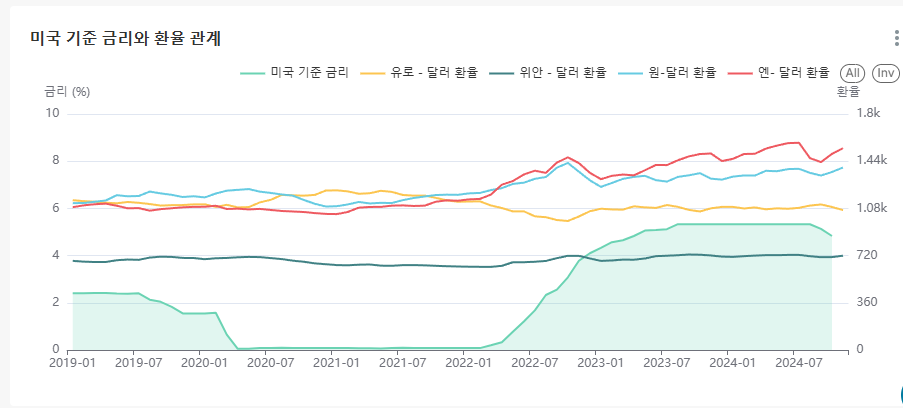 미국 기준 금리와 환율 관계
미국 기준 금리 유로 - 달러 환율 위안 - 달러 환율 원-달러 환율 엔- 달러 환율 All Inv
금리 (%) 환율
10 1.8k
8 1.44k
6 1.08k
4 720
2 360
0 0
2019-01 2019-07 2020-01 2020-07 2021-01 2021-07 2022-01 2022-07 2023-01 2023-07 2024-01 2024-07